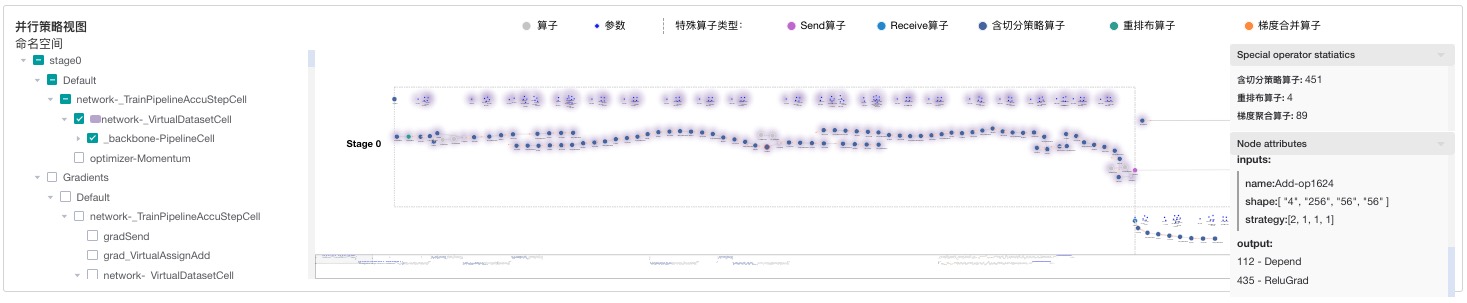 并行策略视图
命名空间
算子
参数
特殊算子类型:
Send算子
Receive算子
含切分策略算子
重排布算子
梯度合并算子
stage0
Default
network-_TrainPipelineAccuStepCell
network-_VirtualDatasetCell
_backbone-PipelineCell
optimizer-Momentum
Gradients
Default
network-_TrainPipelineAccuStepCell
gradSend
grad_VirtualAssignAdd
network-_VirtualDatasetCell
Stage 0
Special operator statiatics
含切分策略算子: 451
重排布算子: 4
梯度聚合算子: 89
Node attributes
inputs:
name:Add-op1624
shape:[ "4", "256", "56", "56" ]
strategy:[2, 1, 1, 1]
output:
112 - Depend
435 - ReluGrad